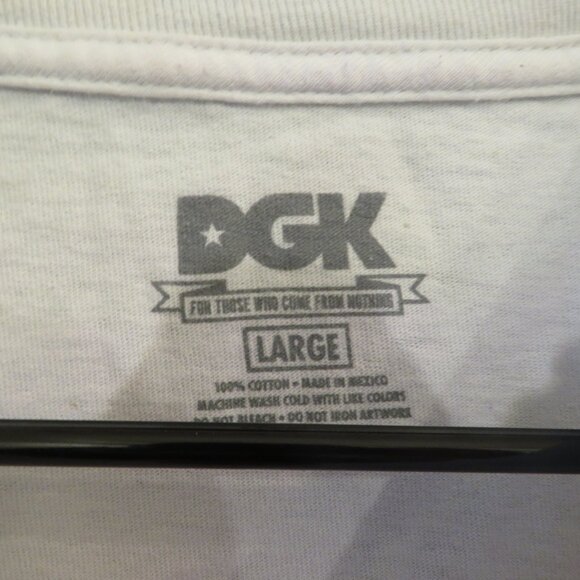 DGK
FOR THOSE WHO COME FROM NOTHING
LARGE
100% COTTON • MADE IN MEXICO
MACHINE WASH COLD WITH LIKE COLORS
DO NOT BLEACH • DO NOT IRON ARTWORK